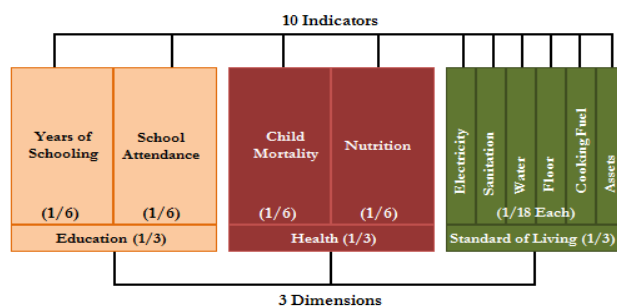 10 Indicators
Years of
Schooling
(1/6)
School
Attendance
(1/6)
Education (1/3)
Child
Mortality
(1/6)
Nutrition
(1/6)
Health (1/3)
Electricity
Sanitation
Water
Floor
Cooking Fuel
Assets
(1/18 Each)
Standard of Living (1/3)
3 Dimensions